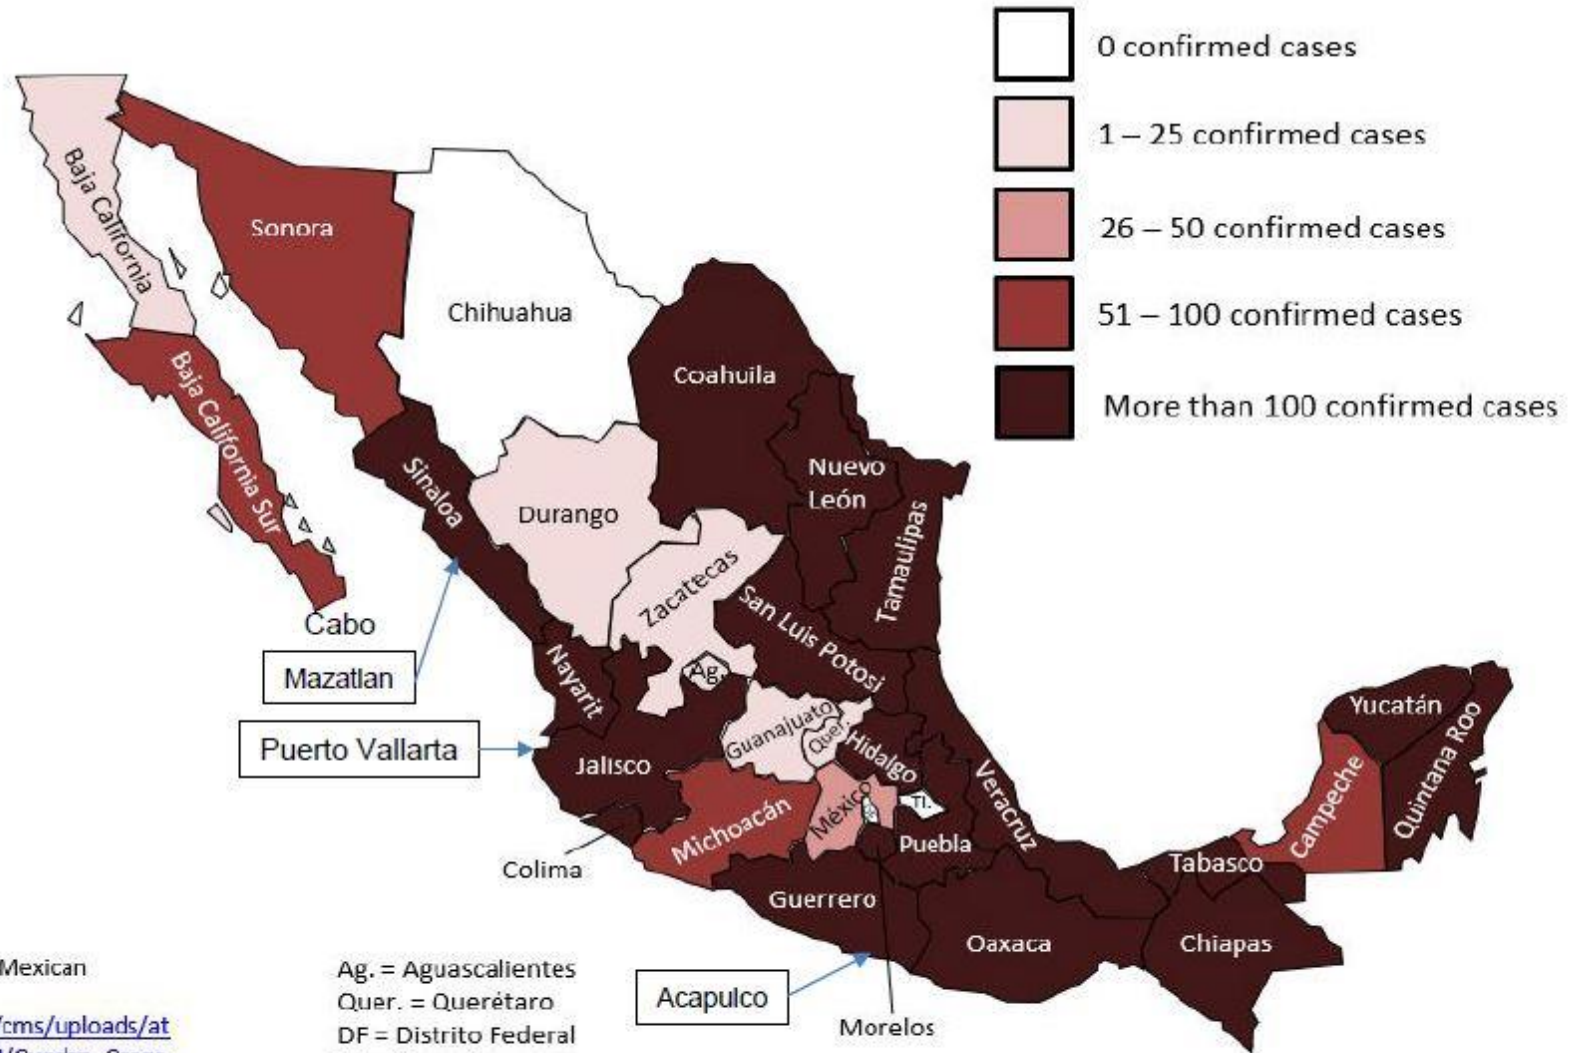 0 confirmed cases
1 – 25 confirmed cases
26 – 50 confirmed cases
51 – 100 confirmed cases
More than 100 confirmed cases
Baja California
Sonora
Chihuahua
Coahuila
Baja California Sur
Sinaloa
Durango
Nuevo
León
Tamaulipas
Zacatecas
San Luis Potosi
Cabo
Mazatlan
Nayarit
Ag.
Puerto Vallarta
Jalisco
Guanajuato
Quer.
Hidalgo
Yucatán
Quintana Roo
Campeche
Michoacán
México
Tl.
Puebla
Veracruz
Colima
Tabasco
Guerrero
Oaxaca
Chiapas
Acapulco
Morelos
Mexican
/cms/uploads/at
Ag. = Aguascalientes
Quer. = Querétaro
DF = Distrito Federal